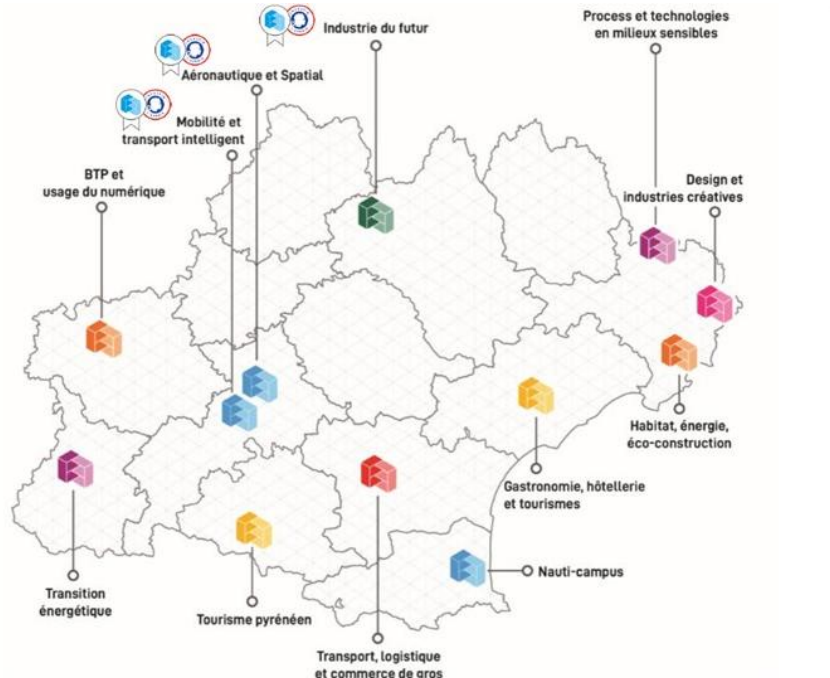 Industrie du futur
Process et technologies
en milieux sensibles
Aéronautique et Spatial
Mobilité et
transport intelligent
BTP et
usage du numérique
Design et
industries créatives
Habitat, énergie,
éco-construction
Gastronomie, hôtellerie
et tourismes
Nauti-campus
Transition
énergétique
Tourisme pyrénéen
Transport, logistique
et commerce de gros